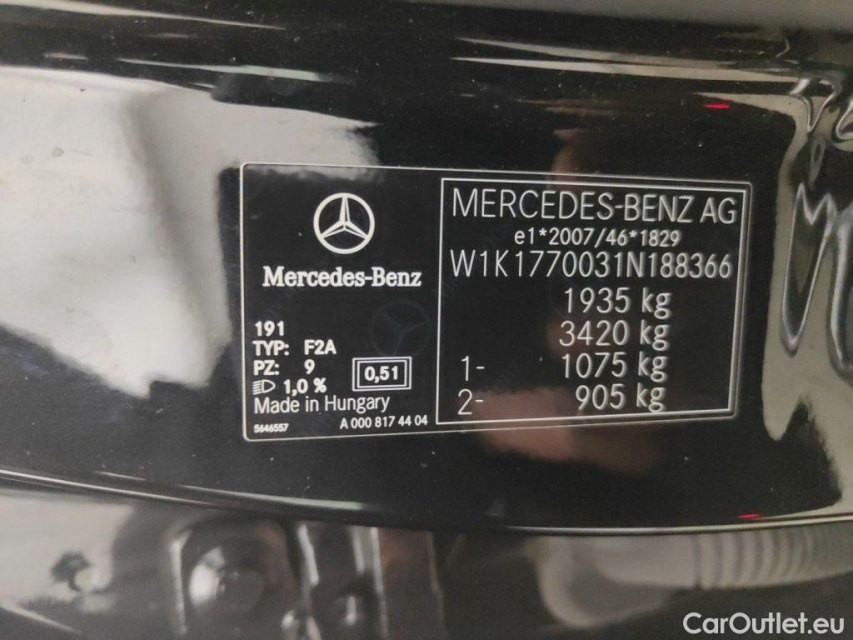 Mercedes-Benz
191
TYP: F2A
PZ: 9
1,0 %
0,51
Made in Hungary
5646557
A 000 817 44 04
MERCEDES-BENZ AG
e1*2007/46*1829
W1K1770031N188366
1935 kg
3420 kg
1- 1075 kg
2- 905 kg
CarOutlet.eu